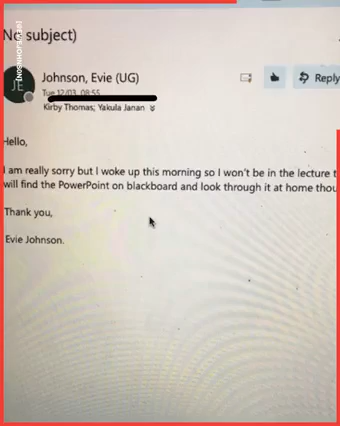 No subject)
JE
Johnson, Evie (UG)
Tue 12/03, 08:55
Reply
Kirby Thomas; Yakula Janan
Hello,
I am really sorry but I woke up this morning so I won't be in the lecture t
will find the PowerPoint on blackboard and look through it at home thou
Thank you,
Evie Johnson.